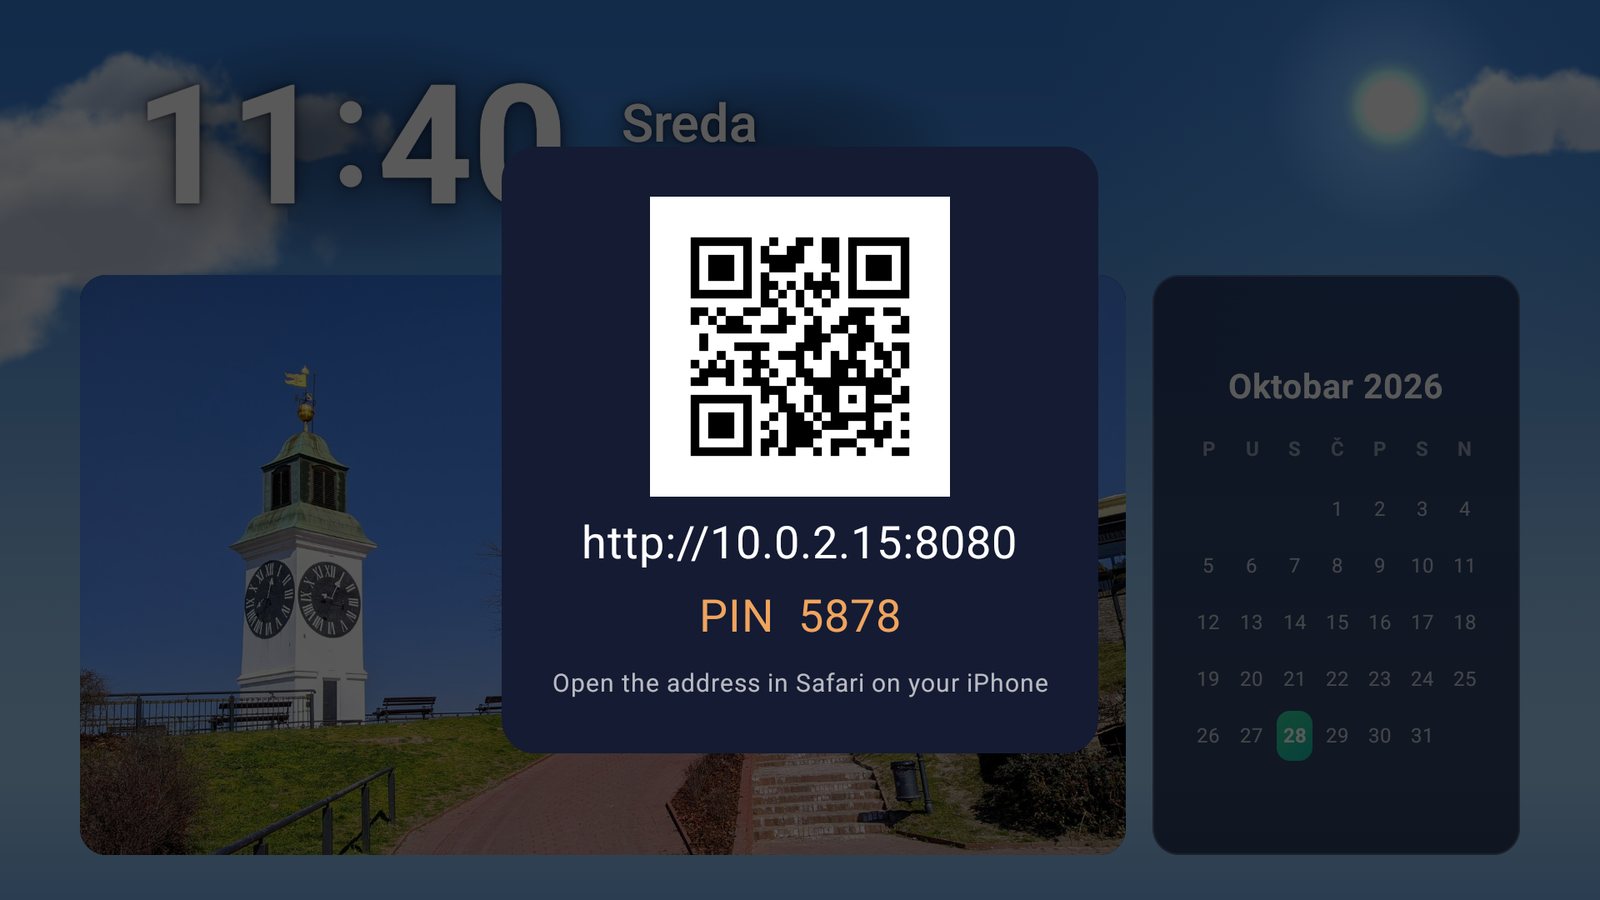 11:40
Sreda
http://10.0.2.15:8080
PIN 5878
Open the address in Safari on your iPhone
Oktobar 2026
P U S Č P S N
1 2 3 4
5 6 7 8 9 10 11
12 13 14 15 16 17 18
19 20 21 22 23 24 25
26 27 28 29 30 31